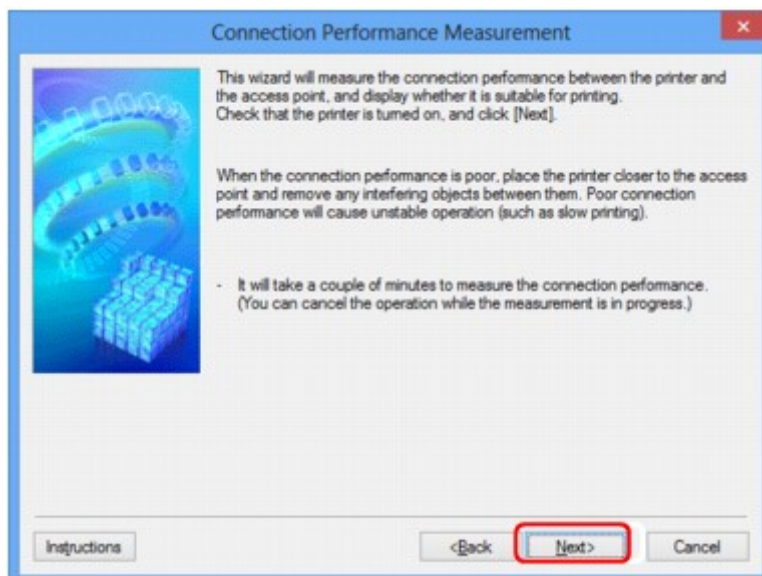 Connection Performance Measurement
This wizard will measure the connection performance between the printer and
the access point, and display whether it is suitable for printing.
Check that the printer is turned on, and click [Next].
When the connection performance is poor, place the printer closer to the access
point and remove any interfering objects between them. Poor connection
performance will cause unstable operation (such as slow printing).
- It will take a couple of minutes to measure the connection performance.
(You can cancel the operation while the measurement is in progress.)
Instructions
<Back
Next>
Cancel